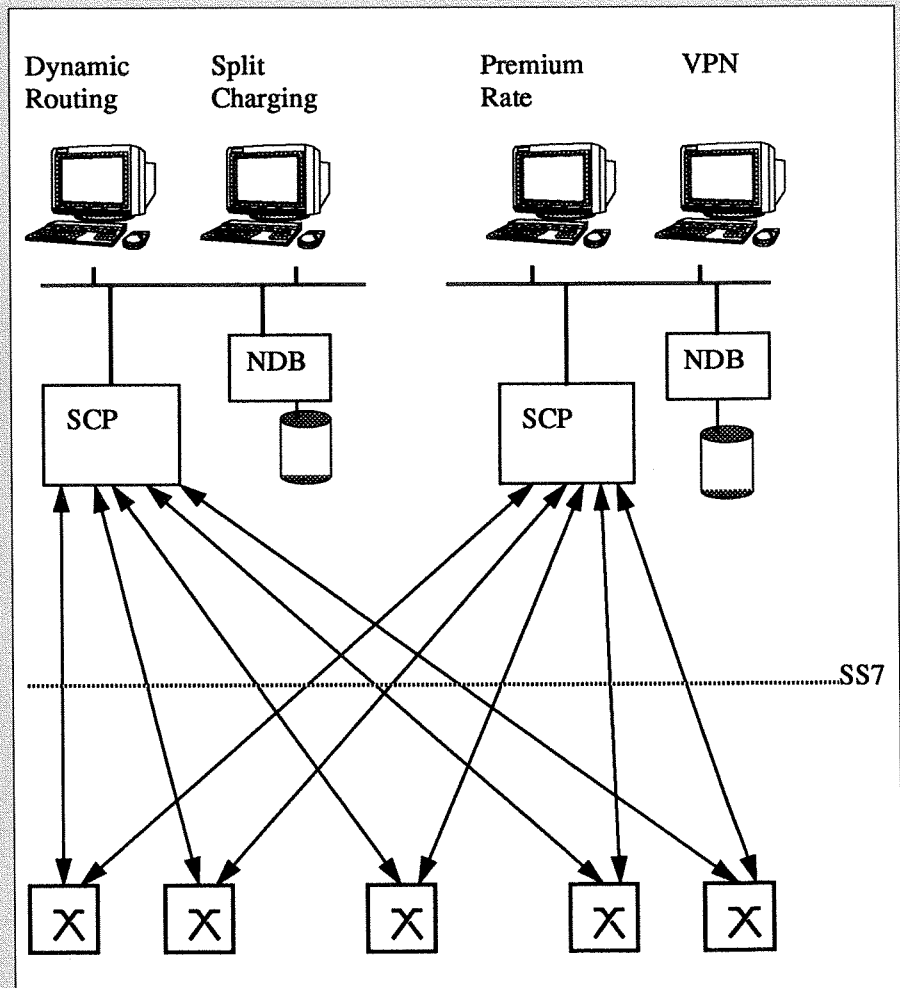 Dynamic
Routing
Split
Charging
Premium
Rate
VPN
NDB
SCP
NDB
SCP
SS7